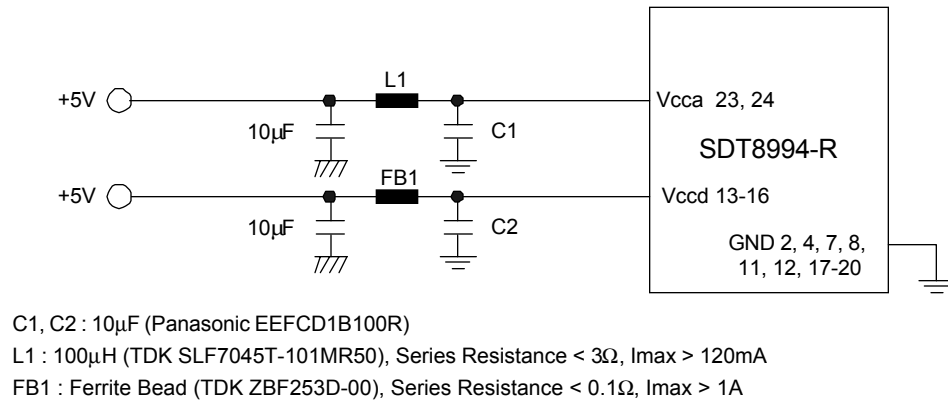 L1
+5V
Vcca 23, 24
10μF
C1
SDT8994-R
FB1
+5V
Vccd 13-16
10μF
C2
GND 2, 4, 7, 8,
11, 12, 17-20
C1, C2 : 10μF (Panasonic EEFCD1B100R)
L1 : 100μH (TDK SLF7045T-101MR50), Series Resistance < 3Ω, Imax > 120mA
FB1 : Ferrite Bead (TDK ZBF253D-00), Series Resistance < 0.1Ω, Imax > 1A